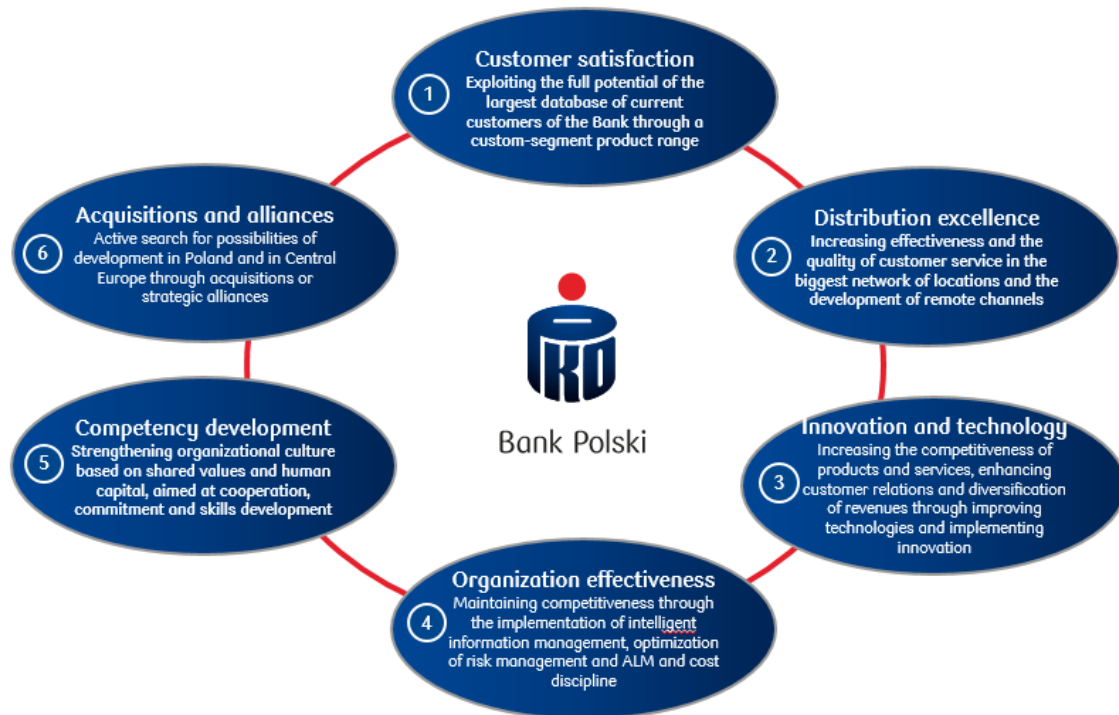 Customer satisfaction
1
Exploiting the full potential of the
largest database of current
customers of the Bank through a
custom-segment product range
Distribution excellence
2
Increasing effectiveness and the
quality of customer service in the
biggest network of locations and the
development of remote channels
Innovation and technology
3
Increasing the competitiveness of
products and services, enhancing
customer relations and diversification
of revenues through improving
technologies and implementing
innovation
Organization effectiveness
4
Maintaining competitiveness through
the implementation of intelligent
information management, optimization
of risk management and ALM and cost
discipline
Competency development
5
Strengthening organizational culture
based on shared values and human
capital, aimed at cooperation,
commitment and skills development
Acquisitions and alliances
6
Active search for possibilities of
development in Poland and in Central
Europe through acquisitions or
strategic alliances
PKO
Bank Polski